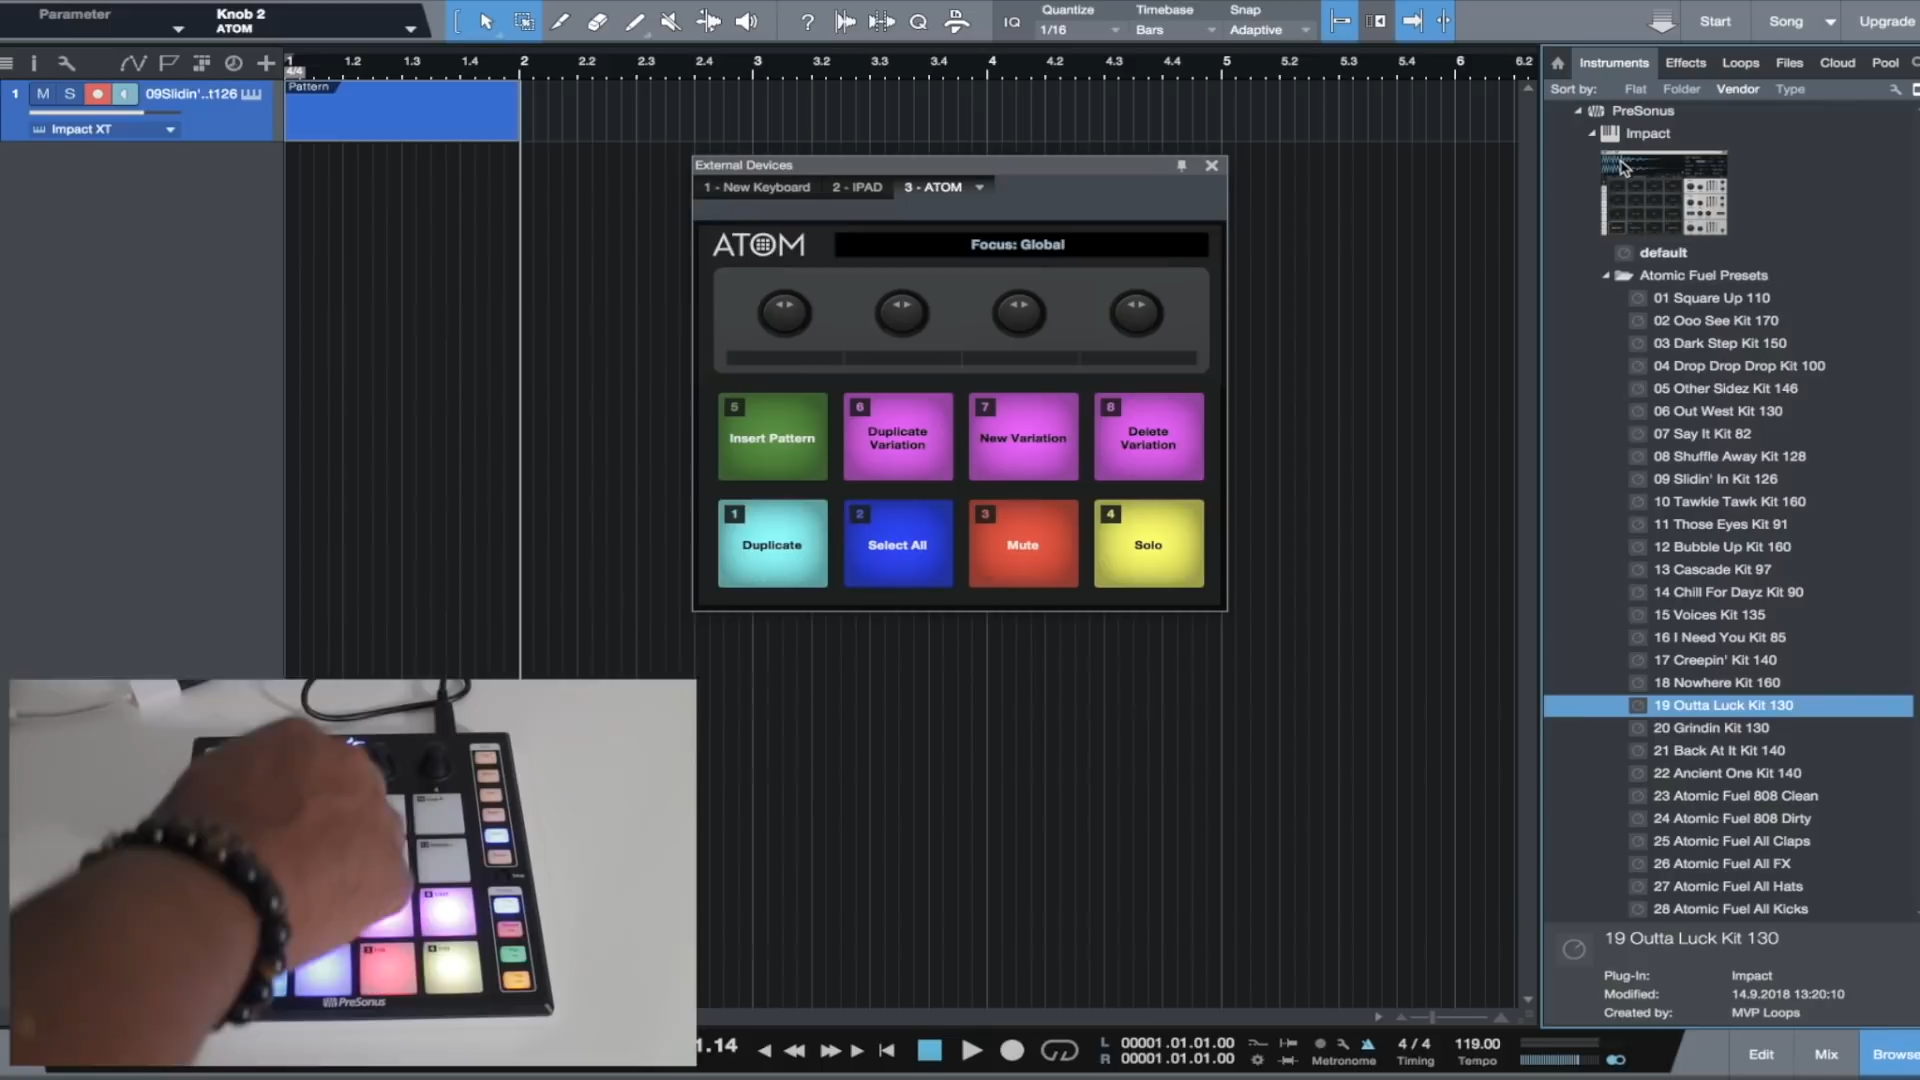 Parameter
Knob 2
ATOM
IQ
Quantize
1/16
Timebase
Bars
Snap
Adaptive
Start
Song
Upgrade
1
1.2
1.3
1.4
2
2.2
2.3
2.4
3
3.2
3.3
3.4
4
4.2
4.3
4.4
5
5.2
5.3
5.4
6
6.2
4/4
1
M
S
09Slidin'..t126
Impact XT
Pattern
Instruments
Effects
Loops
Files
Cloud
Pool
Sort by:
Flat
Folder
Vendor
Type
PreSonus
Impact
default
Atomic Fuel Presets
01 Square Up 110
02 Ooo See Kit 170
03 Dark Step Kit 150
04 Drop Drop Drop Kit 100
05 Other Sidez Kit 146
06 Out West Kit 130
07 Say It Kit 82
08 Shuffle Away Kit 128
09 Slidin' In Kit 126
10 Tawkie Tawk Kit 160
11 Those Eyes Kit 91
12 Bubble Up Kit 160
13 Cascade Kit 97
14 Chill For Dayz Kit 90
15 Voices Kit 135
16 I Need You Kit 85
17 Creepin' Kit 140
18 Nowhere Kit 160
19 Outta Luck Kit 130
20 Grindin Kit 130
21 Back At It Kit 140
22 Ancient One Kit 140
23 Atomic Fuel 808 Clean
24 Atomic Fuel 808 Dirty
25 Atomic Fuel All Claps
26 Atomic Fuel All FX
27 Atomic Fuel All Hats
28 Atomic Fuel All Kicks
19 Outta Luck Kit 130
Plug-In: Impact
Modified: 14.9.2018 13:20:10
Created by: MVP Loops
External Devices
1 - New Keyboard
2 - IPAD
3 - ATOM
ATOM
Focus: Global
5
Insert Pattern
6
Duplicate
Variation
7
New Variation
8
Delete
Variation
1
Duplicate
2
Select All
3
Mute
4
Solo
PreSonus
1.14
L 00001.01.01.00
R 00001.01.01.00
Metronome
4 / 4
Timing
119.00
Tempo
Edit
Mix
Browse